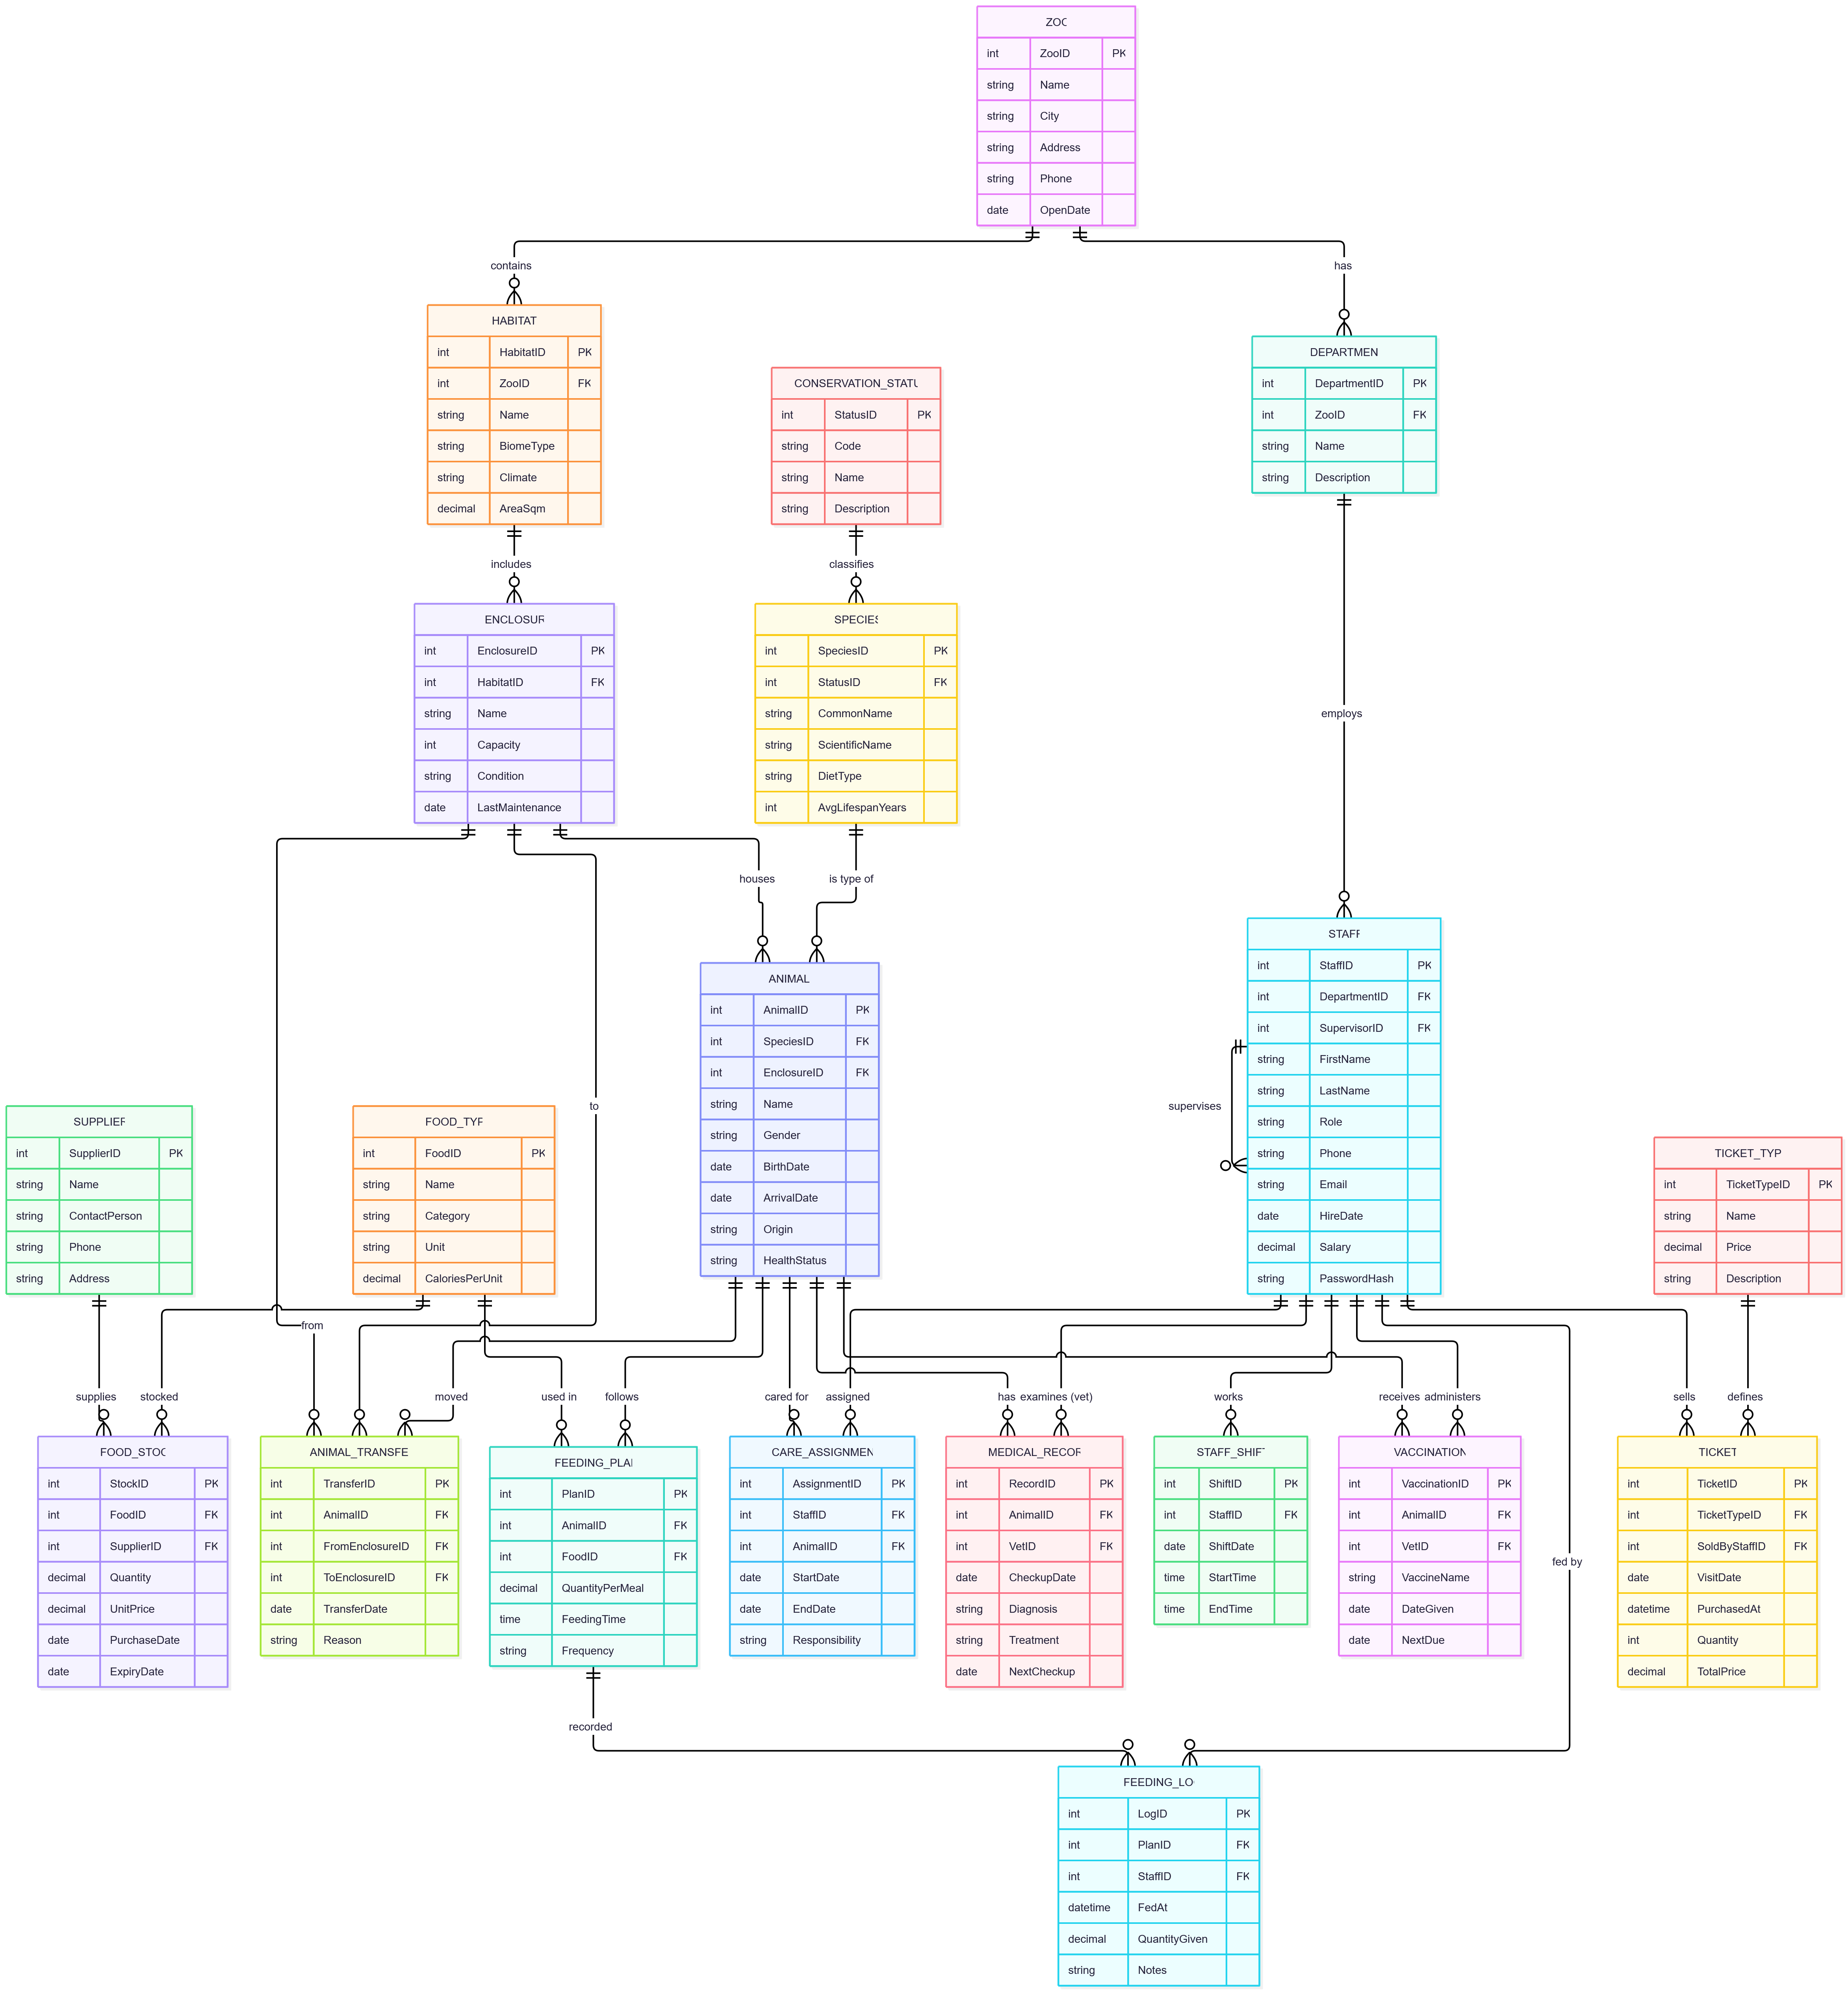 ZOO
int ZooID PK
string Name
string City
string Address
string Phone
date OpenDate
contains
has
HABITAT
int HabitatID PK
int ZooID FK
string Name
string BiomeType
string Climate
decimal AreaSqm
CONSERVATION_STATU
int StatusID PK
string Code
string Name
string Description
DEPARTMEN
int DepartmentID PK
int ZooID FK
string Name
string Description
includes
classifies
employs
ENCLOSUR
int EnclosureID PK
int HabitatID FK
string Name
int Capacity
string Condition
date LastMaintenance
SPECIES
int SpeciesID PK
int StatusID FK
string CommonName
string ScientificName
string DietType
int AvgLifespanYears
houses
is type of
to
ANIMAL
int AnimalID PK
int SpeciesID FK
int EnclosureID FK
string Name
string Gender
date BirthDate
date ArrivalDate
string Origin
string HealthStatus
STAFF
int StaffID PK
int DepartmentID FK
int SupervisorID FK
string FirstName
string LastName
string Role
string Phone
string Email
date HireDate
decimal Salary
string PasswordHash
supervises
SUPPLIER
int SupplierID PK
string Name
string ContactPerson
string Phone
string Address
FOOD_TYP
int FoodID PK
string Name
string Category
string Unit
decimal CaloriesPerUnit
TICKET_TYP
int TicketTypeID PK
string Name
decimal Price
string Description
from
supplies
stocked
moved
used in
follows
cared for
assigned
has
examines (vet)
works
receives
administers
sells
defines
FOOD_STOC
int StockID PK
int FoodID FK
int SupplierID FK
decimal Quantity
decimal UnitPrice
date PurchaseDate
date ExpiryDate
ANIMAL_TRANSFE
int TransferID PK
int AnimalID FK
int FromEnclosureID FK
int ToEnclosureID FK
date TransferDate
string Reason
FEEDING_PLA
int PlanID PK
int AnimalID FK
int FoodID FK
decimal QuantityPerMeal
time FeedingTime
string Frequency
CARE_ASSIGNMEN
int AssignmentID PK
int StaffID FK
int AnimalID FK
date StartDate
date EndDate
string Responsibility
MEDICAL_RECOR
int RecordID PK
int AnimalID FK
int VetID FK
date CheckupDate
string Diagnosis
string Treatment
date NextCheckup
STAFF_SHIF
int ShiftID PK
int StaffID FK
date ShiftDate
time StartTime
time EndTime
VACCINATION
int VaccinationID PK
int AnimalID FK
int VetID FK
string VaccineName
date DateGiven
date NextDue
fed by
TICKET
int TicketID PK
int TicketTypeID FK
int SoldByStaffID FK
date VisitDate
datetime PurchasedAt
int Quantity
decimal TotalPrice
recorded
FEEDING_LO
int LogID PK
int PlanID FK
int StaffID FK
datetime FedAt
decimal QuantityGiven
string Notes